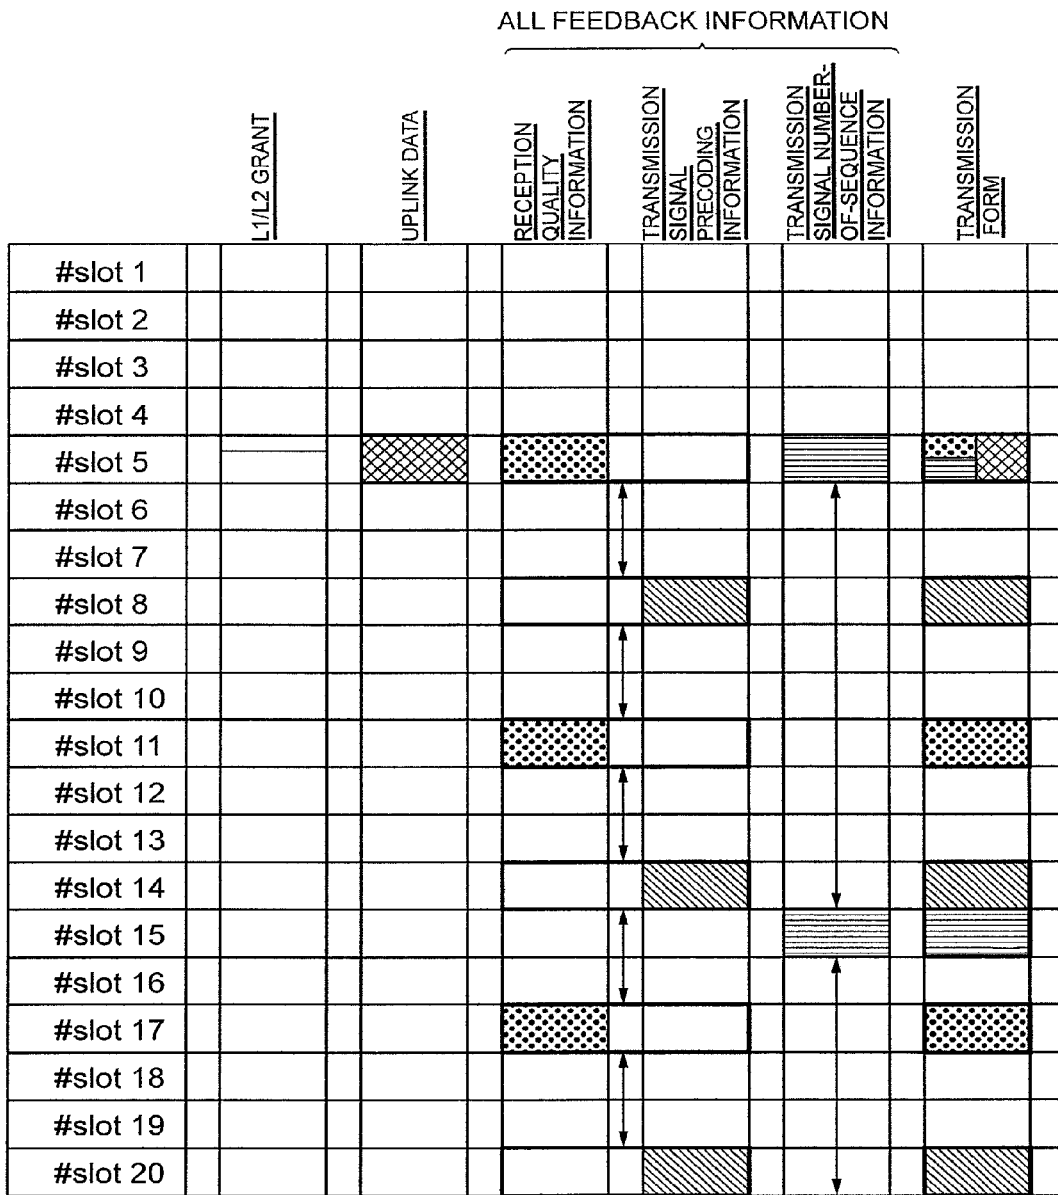 ALL FEEDBACK INFORMATION
L1/L2 GRANT
UPLINK DATA
RECEPTION
QUALITY
INFORMATION
TRANSMISSION
SIGNAL
PRECODING
INFORMATION
TRANSMISSION
SIGNAL NUMBER-
OF-SEQUENCE
INFORMATION
TRANSMISSION
FORM
#slot 1
#slot 2
#slot 3
#slot 4
#slot 5
#slot 6
#slot 7
#slot 8
#slot 9
#slot 10
#slot 11
#slot 12
#slot 13
#slot 14
#slot 15
#slot 16
#slot 17
#slot 18
#slot 19
#slot 20